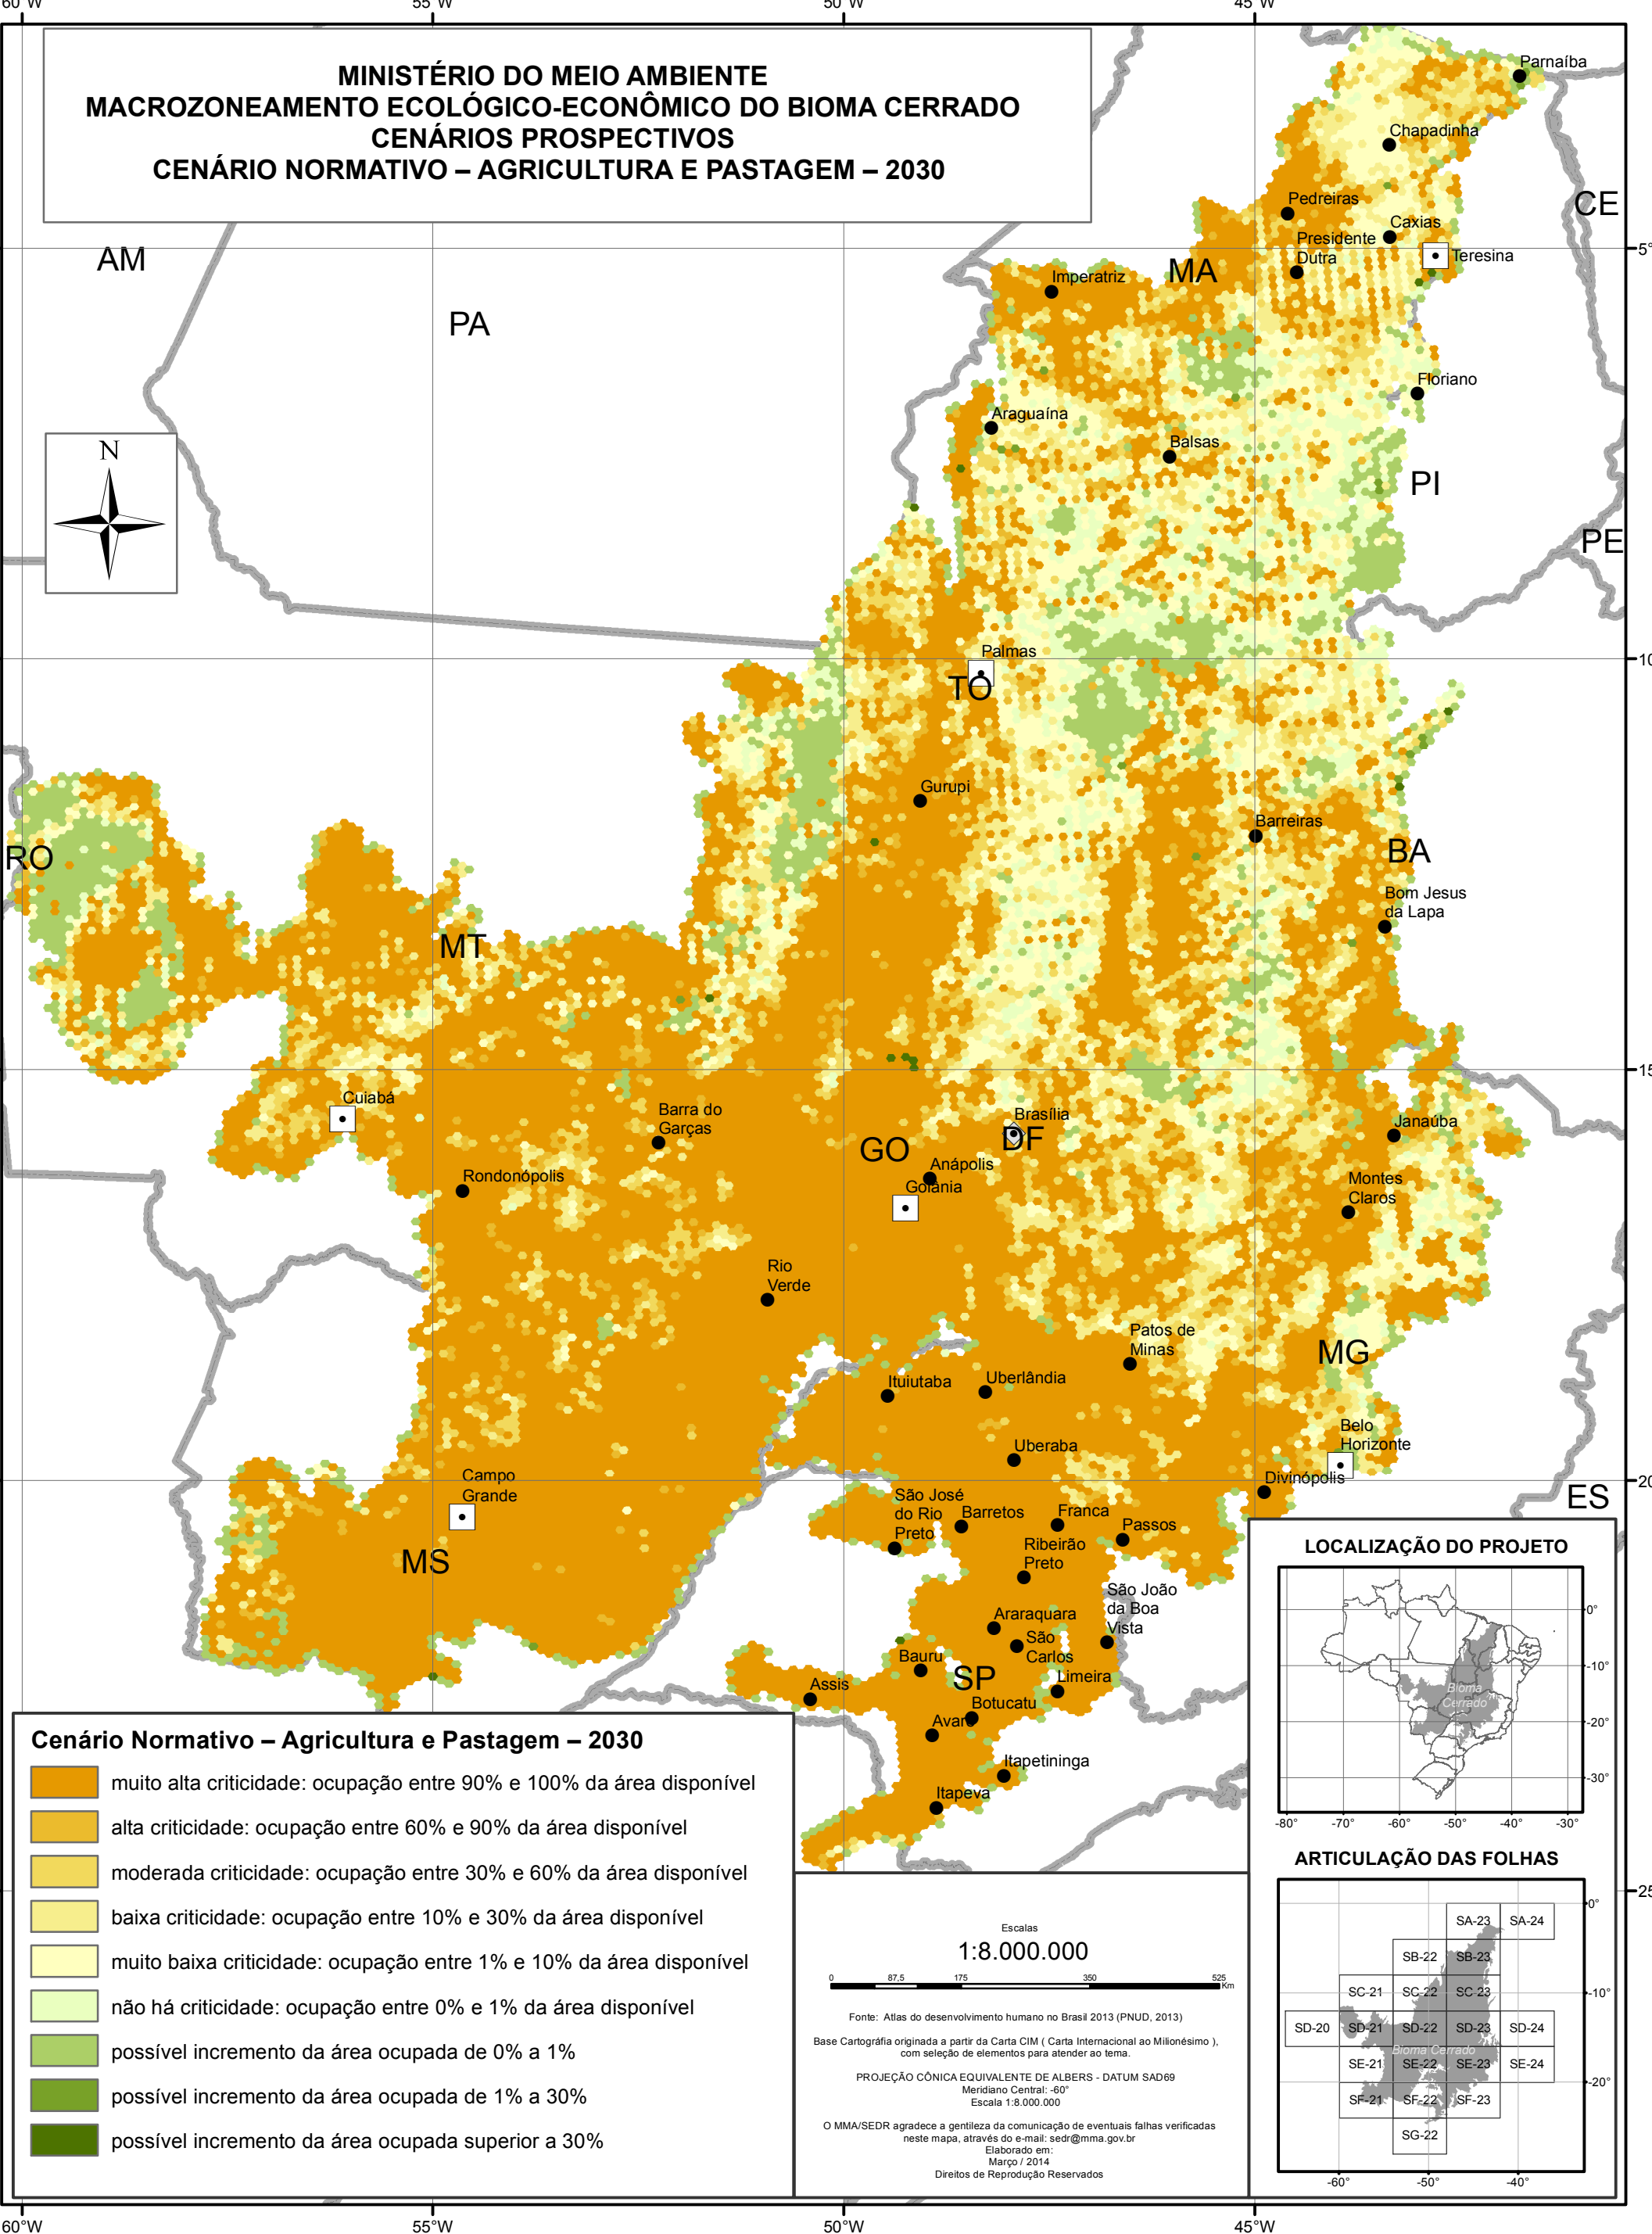 60°W
55°W
50°W
45°W
MINISTÉRIO DO MEIO AMBIENTE
MACROZONEAMENTO ECOLÓGICO-ECONÔMICO DO BIOMA CERRADO
CENÁRIOS PROSPECTIVOS
CENÁRIO NORMATIVO – AGRICULTURA E PASTAGEM – 2030
Parnaíba
Chapadinha
Pedreiras
CE
Caxias
AM
Presidente
Dutra
5°
Teresina
MA
Imperatriz
PA
Floriano
Araguaína
N
Balsas
PI
PE
Palmas
10
TO
Gurupi
Barreiras
RO
BA
Bom Jesus
da Lapa
MT
15
Cuiabá
Barra do
Garças
Brasília
DF
Janaúba
GO
Anápolis
Rondonópolis
Goiânia
Montes
Claros
Rio
Verde
Patos de
Minas
MG
Ituiutaba
Uberlândia
Belo
Horizonte
Uberaba
Campo
Grande
Divinópolis
20
São José
do Rio
Preto
ES
Barretos
Franca
Passos
Ribeirão
Preto
MS
São João
da Boa
Vista
Araraquara
São
Carlos
Bauru
SP
Limeira
Assis
Botucatu
Avaré
Itapetininga
Itapeva
25
LOCALIZAÇÃO DO PROJETO
0°
-10°
Bioma
Cerrado
-20°
-30°
-80°
-70°
-60°
-50°
-40°
-30°
ARTICULAÇÃO DAS FOLHAS
0°
SA-23
SA-24
SB-22
SB-23
SC-21
SC-22
SC-23
-10°
SD-20
SD-21
SD-22
SD-23
SD-24
Bioma Cerrado
SE-21
SE-22
SE-23
SE-24
-20°
SF-21
SF-22
SF-23
SG-22
-60°
-50°
-40°
Cenário Normativo – Agricultura e Pastagem – 2030
muito alta criticidade: ocupação entre 90% e 100% da área disponível
alta criticidade: ocupação entre 60% e 90% da área disponível
moderada criticidade: ocupação entre 30% e 60% da área disponível
baixa criticidade: ocupação entre 10% e 30% da área disponível
muito baixa criticidade: ocupação entre 1% e 10% da área disponível
não há criticidade: ocupação entre 0% e 1% da área disponível
possível incremento da área ocupada de 0% a 1%
possível incremento da área ocupada de 1% a 30%
possível incremento da área ocupada superior a 30%
Escalas
1:8.000.000
0 87,5 175 350 525
Km
Fonte: Atlas do desenvolvimento humano no Brasil 2013 (PNUD, 2013)
Base Cartográfia originada a partir da Carta CIM ( Carta Internacional ao Milionésimo ),
com seleção de elementos para atender ao tema.
PROJEÇÃO CÔNICA EQUIVALENTE DE ALBERS - DATUM SAD69
Meridiano Central: -60°
Escala 1:8.000.000
O MMA/SEDR agradece a gentileza da comunicação de eventuais falhas verificadas
neste mapa, através do e-mail: sedr@mma.gov.br
Elaborado em:
Março / 2014
Direitos de Reprodução Reservados
60°W
55°W
50°W
45°W